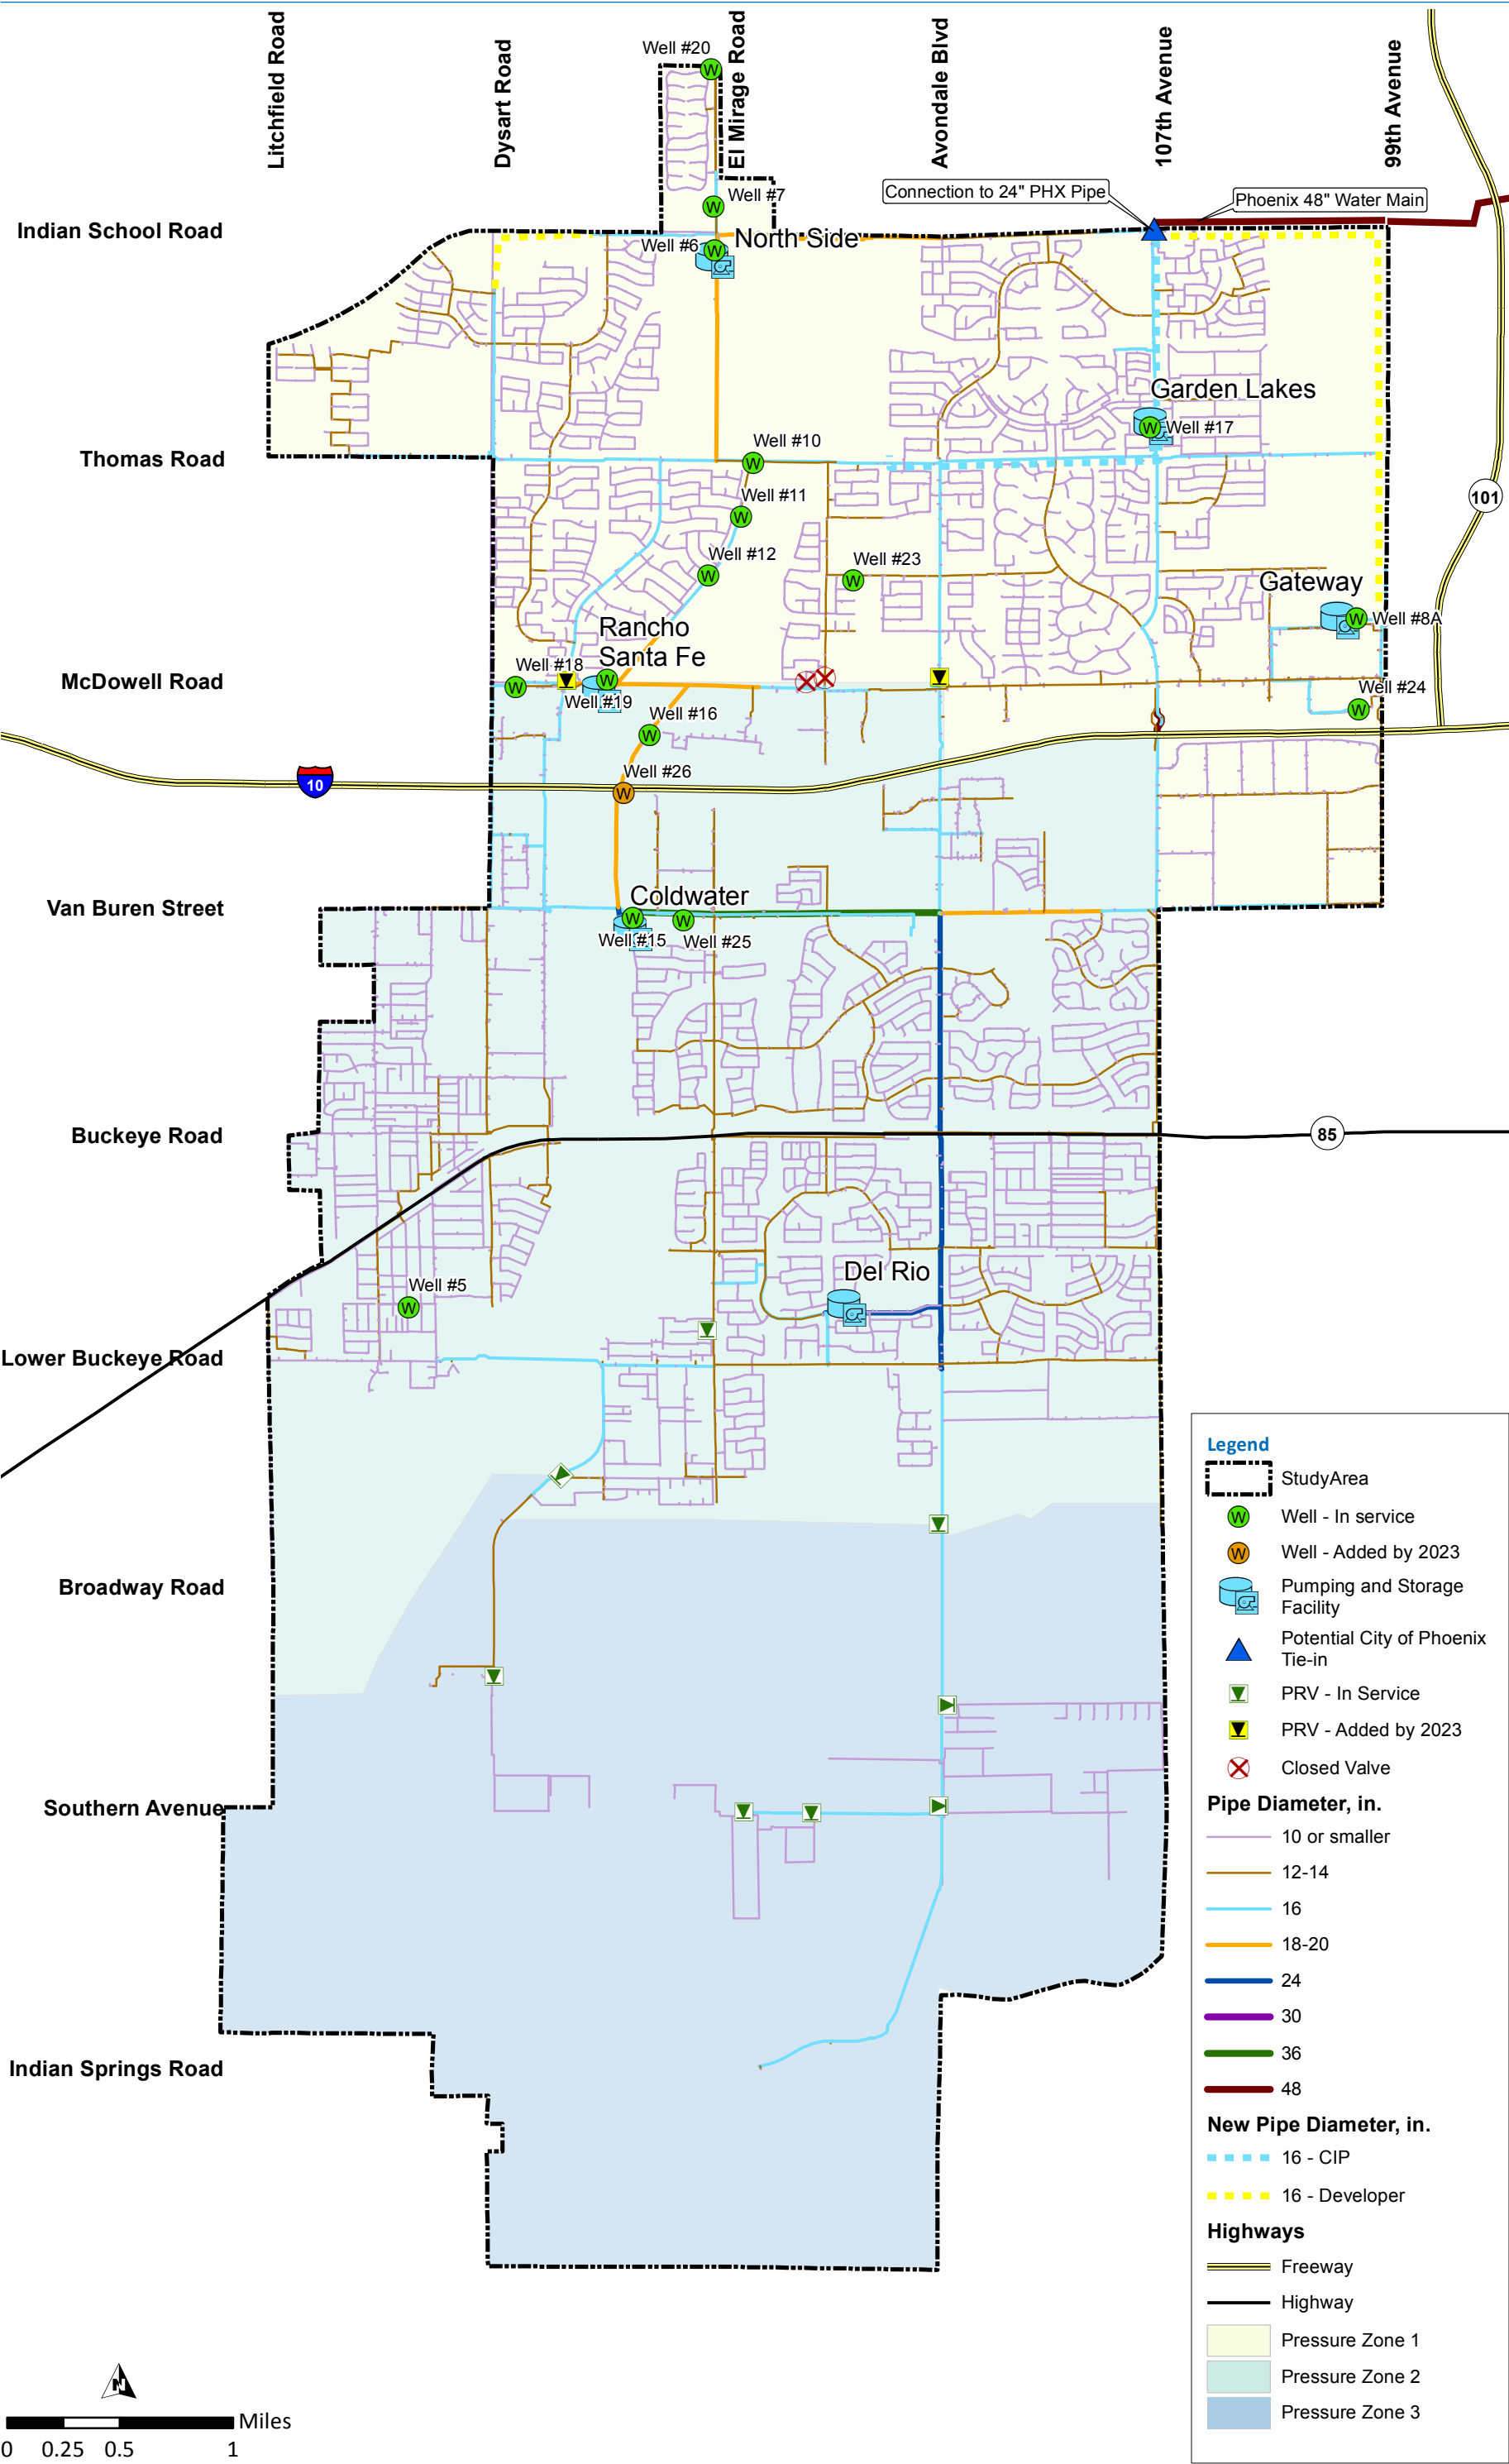 Litchfield Road
Dysart Road
El Mirage Road
Avondale Blvd
107th Avenue
99th Avenue
Well #20
Connection to 24" PHX Pipe
Phoenix 48" Water Main
Well #7
Indian School Road
Well #6
North Side
W
W
W
Garden Lakes
W
Well #17
Thomas Road
Well #10
W
Well #11
W
101
Well #12
W
Well #23
W
Gateway
W
Well #8A
Rancho
Santa Fe
Well #18
W
W
McDowell Road
Well #19
Well #24
W
Well #16
W
Well #26
W
10
Van Buren Street
Coldwater
W
W
Well #15
Well #25
Buckeye Road
85
Del Rio
Well #5
W
Lower Buckeye Road
Broadway Road
Southern Avenue
Indian Springs Road
Legend
StudyArea
W
Well - In service
W
Well - Added by 2023
Pumping and Storage
Facility
Potential City of Phoenix
Tie-in
PRV - In Service
PRV - Added by 2023
Closed Valve
Pipe Diameter, in.
10 or smaller
12-14
16
18-20
24
30
36
48
New Pipe Diameter, in.
16 - CIP
16 - Developer
Highways
Freeway
Highway
Pressure Zone 1
Pressure Zone 2
Pressure Zone 3
N
Miles
0 0.25 0.5 1